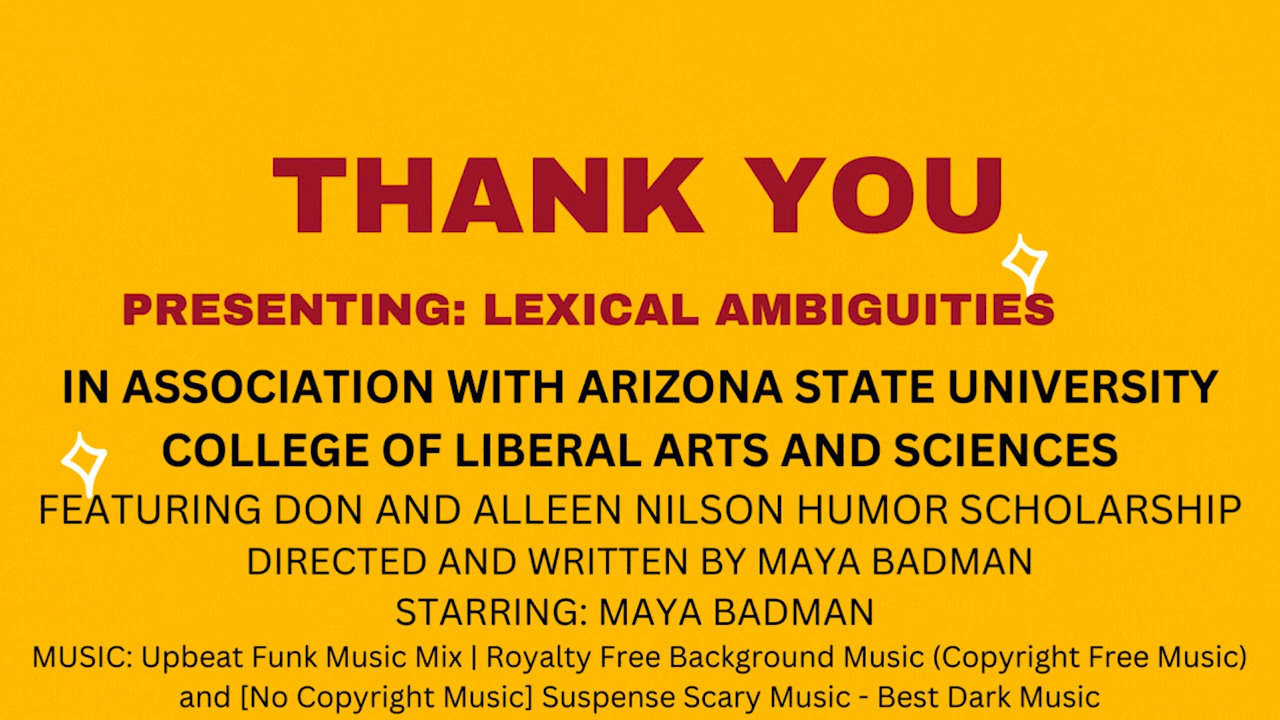 THANK YOU
PRESENTING: LEXICAL AMBIGUITIES
IN ASSOCIATION WITH ARIZONA STATE UNIVERSITY
COLLEGE OF LIBERAL ARTS AND SCIENCES
FEATURING DON AND ALLEEN NILSON HUMOR SCHOLARSHIP
DIRECTED AND WRITTEN BY MAYA BADMAN
STARRING: MAYA BADMAN
MUSIC: Upbeat Funk Music Mix | Royalty Free Background Music (Copyright Free Music)
and [No Copyright Music] Suspense Scary Music - Best Dark Music